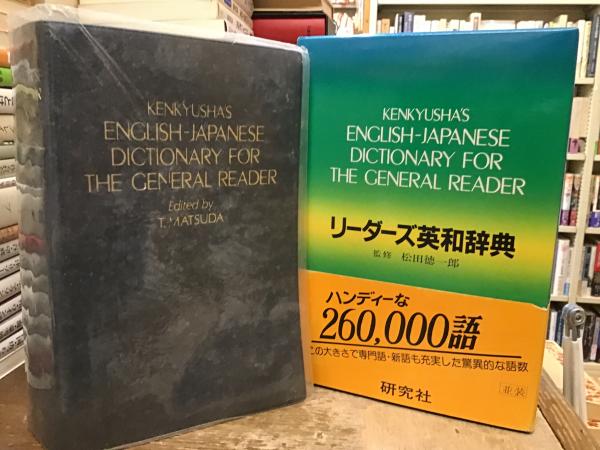 KENKYUSHA'S
ENGLISH-JAPANESE
DICTIONARY FOR
THE GENERAL READER
Edited by
T. MATSUDA
KENKYUSHA'S
ENGLISH-JAPANESE
DICTIONARY FOR
THE GENERAL READER
リーダーズ英和辞典
監修 松田徳一郎
ハンディーな
260,000語
この大きさで専門語・新語も充実した驚異的な語数
研究社
並装